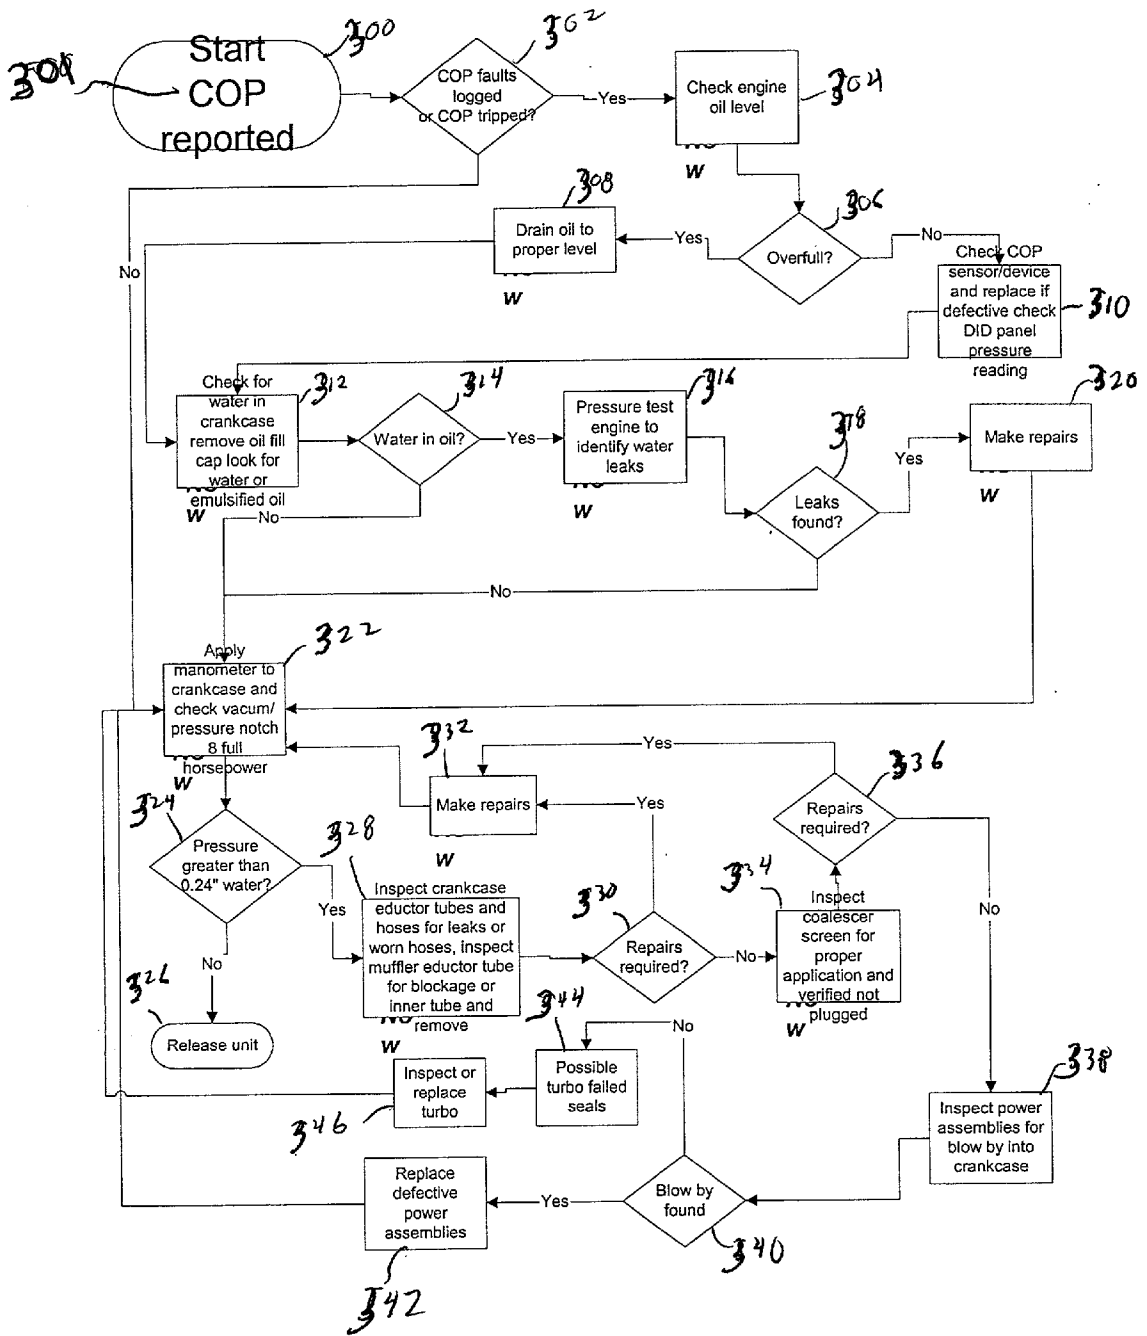 300
301
Start
COP
reported
302
COP faults
logged
or COP tripped?
Yes
304
Check engine
oil level
W
308
Drain oil to
proper level
W
Yes
306
Overfull?
No
310
Check COP
sensor/device
and replace if
defective check
DID panel
pressure
reading
No
312
Check for
water in
crankcase
remove oil fill
cap look for
water or
emulsified oil
W
314
Water in oil?
Yes
No
316
Pressure test
engine to
identify water
leaks
W
318
Leaks
found?
Yes
No
320
Make repairs
W
322
Apply
manometer to
crankcase and
check vacum/
pressure notch
8 full
horsepower
W
324
Pressure
greater than
0.24" water?
Yes
No
326
Release unit
328
Inspect crankcase
eductor tubes and
hoses for leaks or
worn hoses, inspect
muffler eductor tube
for blockage or
inner tube and
remove
No
W
330
Repairs
required?
Yes
No
332
Make repairs
W
334
Inspect
coalescer
screen for
proper
application and
verified not
plugged
W
336
Repairs
required?
Yes
No
338
Inspect power
assemblies for
blow by into
crankcase
340
Blow by
found
Yes
No
342
Replace
defective
power
assemblies
344
Possible
turbo failed
seals
346
Inspect or
replace
turbo